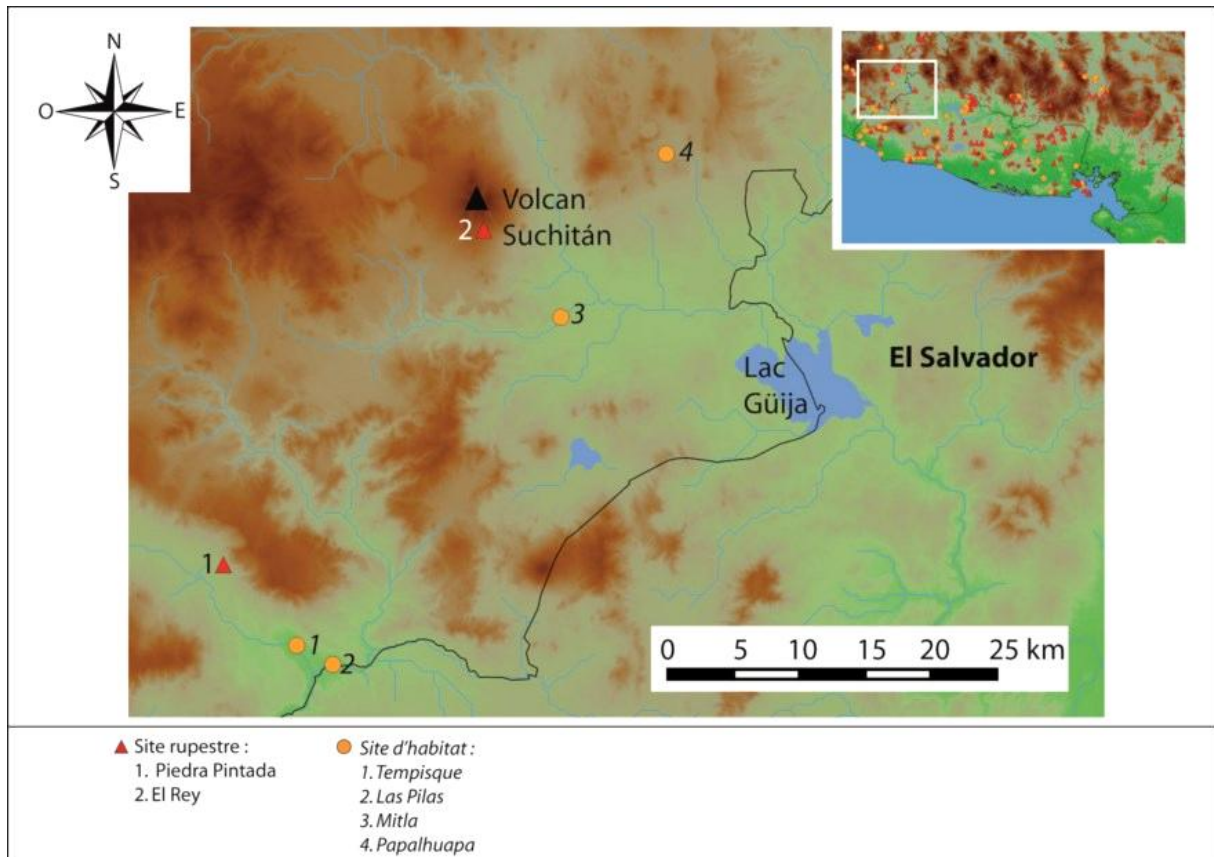 N
O
E
S
4
Volcan
2
Suchitán
3
El Salvador
Lac
Güija
1
1
2
0 5 10 15 20 25 km
Site rupestre :
1. Piedra Pintada
2. El Rey
Site d'habitat :
1. Tempisque
2. Las Pilas
3. Mitla
4. Papalhuapa